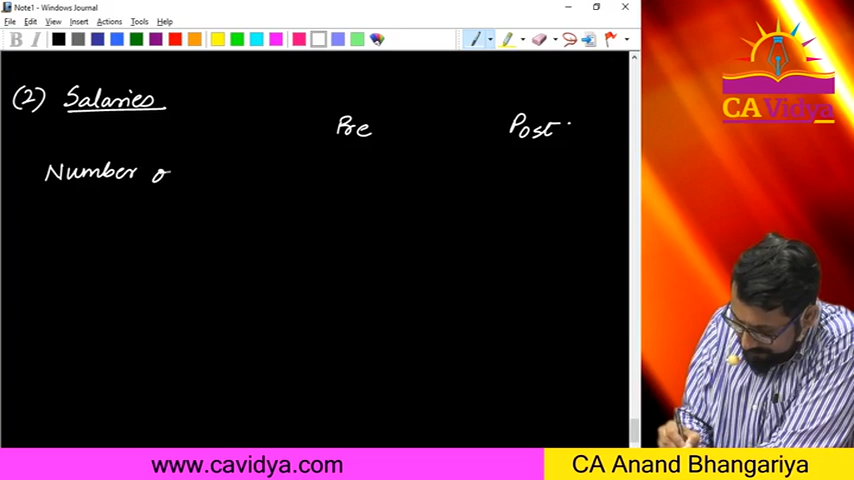 Note1 - Windows Journal
File Edit View Insert Actions Tools Help
B I
(2) Salaries
Pre Post
Number o
CA Vidya
www.cavidya.com
CA Anand Bhangariya